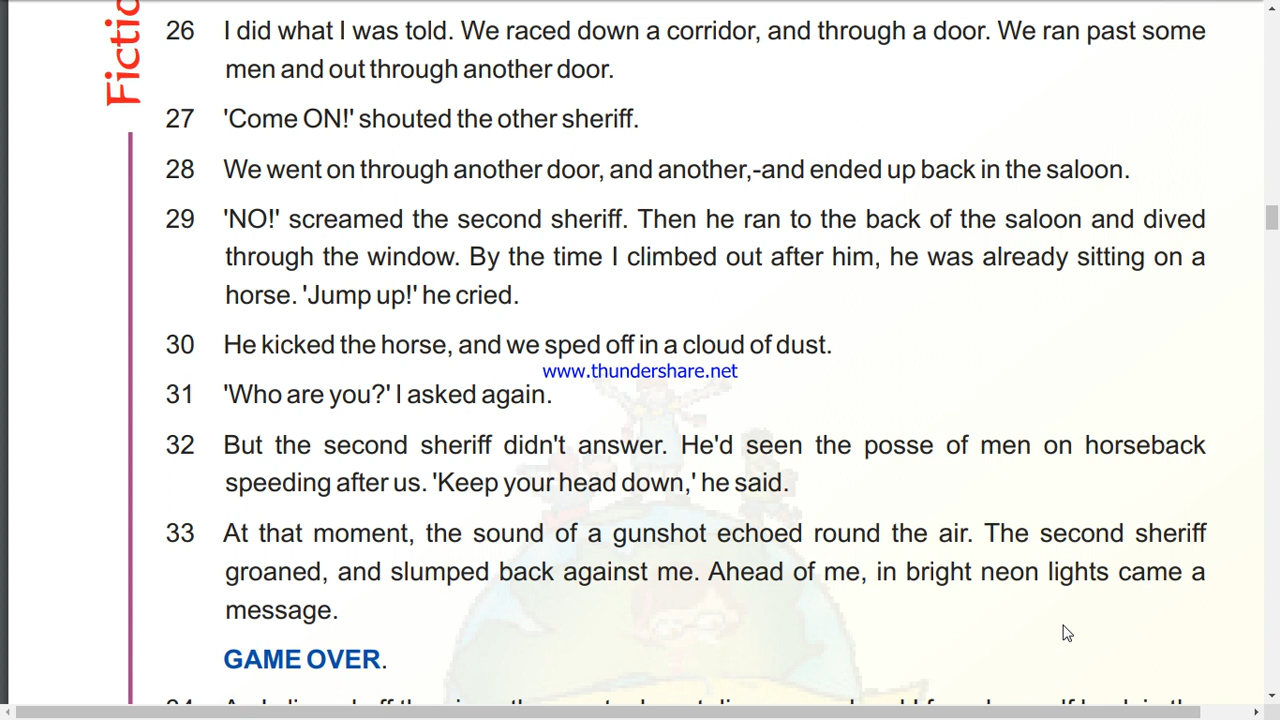 Fictio
26 I did what I was told. We raced down a corridor, and through a door. We ran past some
men and out through another door.
27 'Come ON!' shouted the other sheriff.
28 We went on through another door, and another,-and ended up back in the saloon.
29 'NO!' screamed the second sheriff. Then he ran to the back of the saloon and dived
through the window. By the time I climbed out after him, he was already sitting on a
horse. 'Jump up!' he cried.
30 He kicked the horse, and we sped off in a cloud of dust.
www.thundershare.net
31 'Who are you?' I asked again.
32 But the second sheriff didn't answer. He'd seen the posse of men on horseback
speeding after us. 'Keep your head down,' he said.
33 At that moment, the sound of a gunshot echoed round the air. The second sheriff
groaned, and slumped back against me. Ahead of me, in bright neon lights came a
message.
GAME OVER.